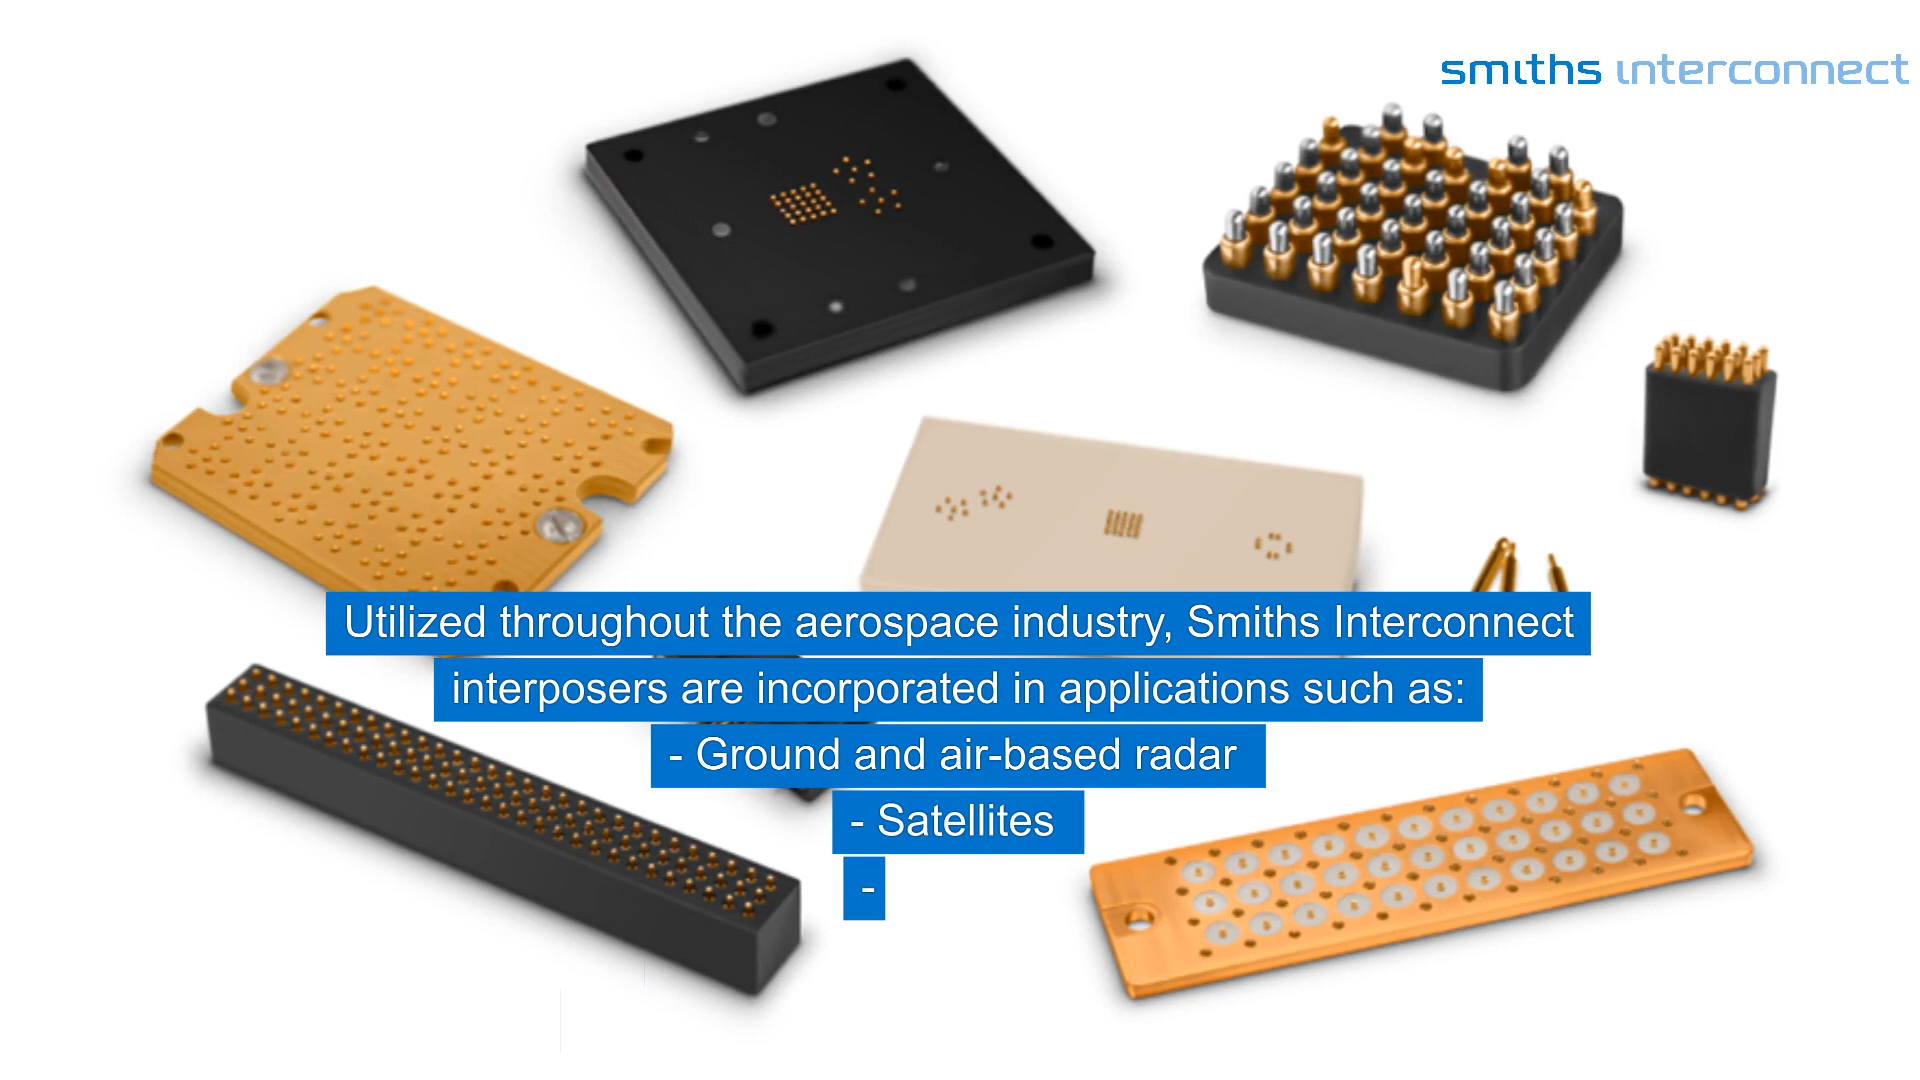 smiths interconnect
Utilized throughout the aerospace industry, Smiths Interconnect
interposers are incorporated in applications such as:
- Ground and air-based radar
- Satellites
-